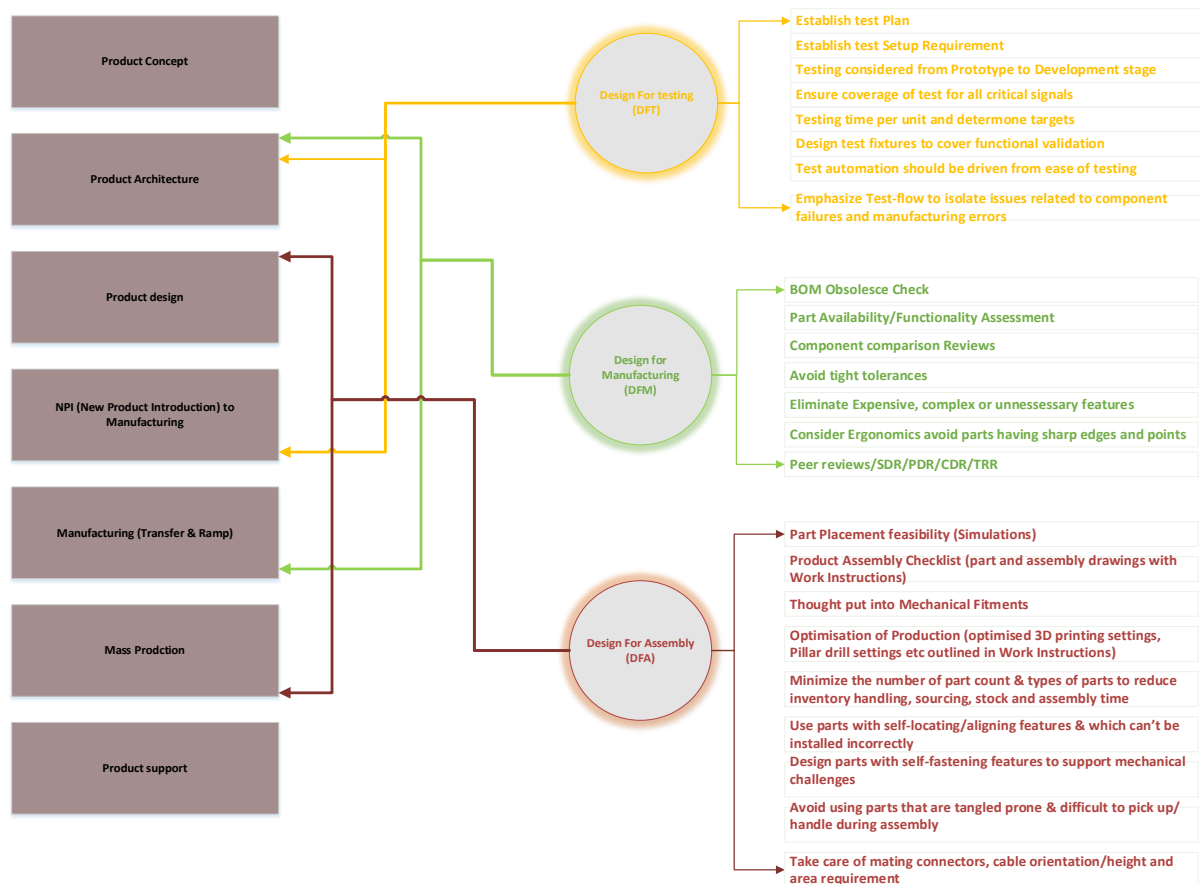 Product Concept
Product Architecture
Product design
NPI (New Product Introduction) to
Manufacturing
Manufacturing (Transfer & Ramp)
Mass Prodction
Product support
Design For testing
(DFT)
Establish test Plan
Establish test Setup Requirement
Testing considered from Prototype to Development stage
Ensure coverage of test for all critical signals
Testing time per unit and determone targets
Design test fixtures to cover functional validation
Test automation should be driven from ease of testing
Emphasize Test-flow to isolate issues related to component
failures and manufacturing errors
Design for
Manufacturing
(DFM)
BOM Obsolesce Check
Part Availability/Functionality Assessment
Component comparison Reviews
Avoid tight tolerances
Eliminate Expensive, complex or unnessessary features
Consider Ergonomics avoid parts having sharp edges and points
Peer reviews/SDR/PDR/CDR/TRR
Design For Assembly
(DFA)
Part Placement feasibility (Simulations)
Product Assembly Checklist (part and assembly drawings with
Work Instructions)
Thought put into Mechanical Fitments
Optimisation of Production (optimised 3D printing settings,
Pillar drill settings etc outlined in Work Instructions)
Minimize the number of part count & types of parts to reduce
inventory handling, sourcing, stock and assembly time
Use parts with self-locating/aligning features & which can't be
installed incorrectly
Design parts with self-fastening features to support mechanical
challenges
Avoid using parts that are tangled prone & difficult to pick up/
handle during assembly
Take care of mating connectors, cable orientation/height and
area requirement